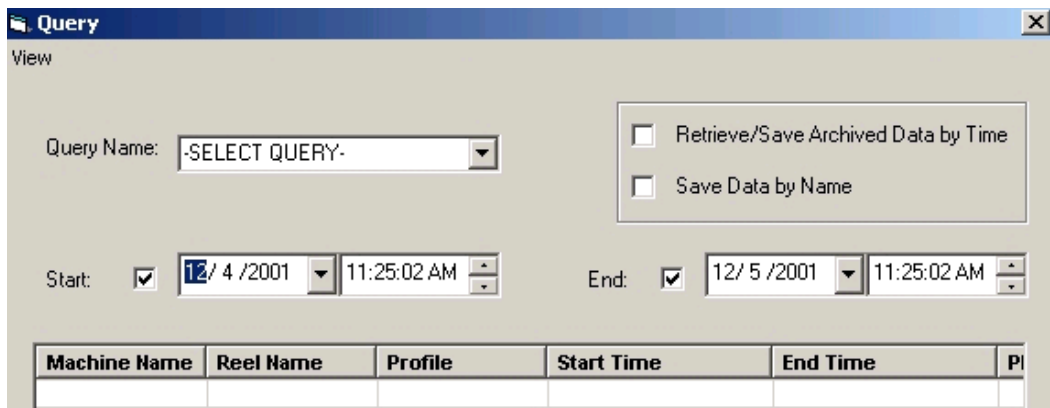 Query
View
Retrieve/Save Archived Data by Time
Query Name: -SELECT QUERY-
Save Data by Name
Start: 12/ 4 /2001 11:25:02 AM End: 12/ 5 /2001 11:25:02 AM
Machine Name Reel Name Profile Start Time End Time